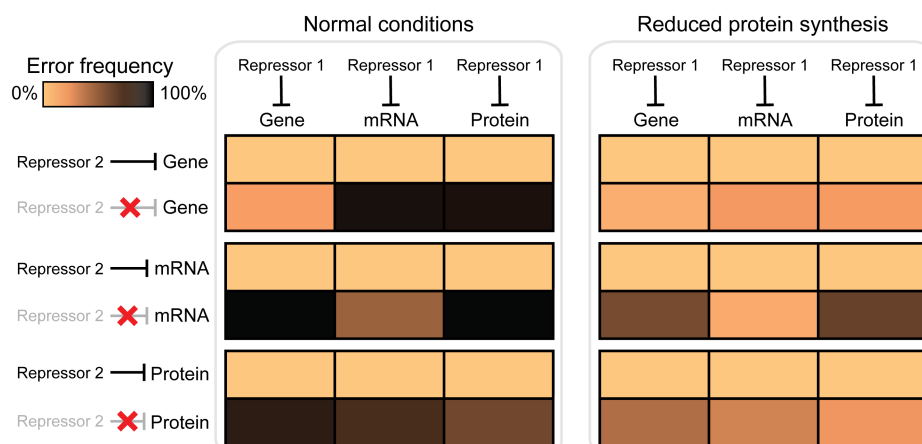 Normal conditions
Reduced protein synthesis
Error frequency
0% 100%
Repressor 1 Repressor 1 Repressor 1
Gene mRNA Protein
Repressor 1 Repressor 1 Repressor 1
Gene mRNA Protein
Repressor 2 Gene
Repressor 2 Gene
Repressor 2 mRNA
Repressor 2 mRNA
Repressor 2 Protein
Repressor 2 Protein